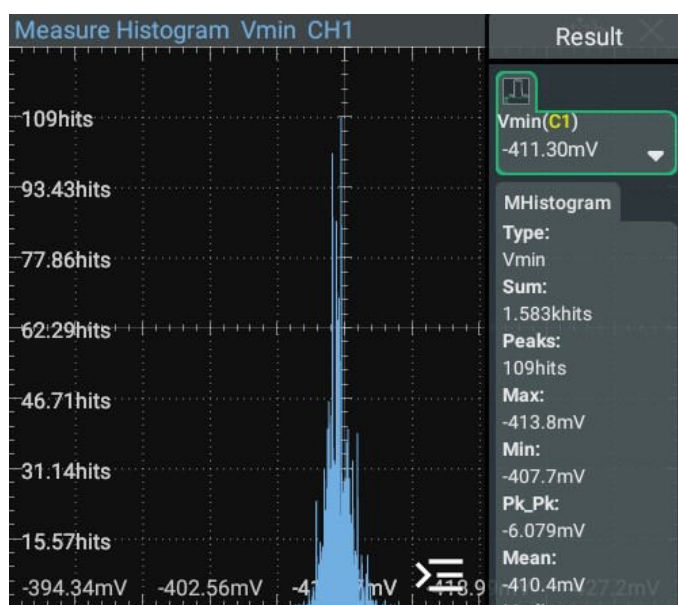 Measure Histogram Vmin CH1
Result
109hits
93.43hits
77.86hits
62.29hits
46.71hits
31.14hits
15.57hits
-394.34mV -402.56mV
Vmin(C1)
-411.30mV
MHistogram
Type:
Vmin
Sum:
1.583khits
Peaks:
109hits
Max:
-413.8mV
Min:
-407.7mV
Pk_Pk:
-6.079mV
Mean:
-410.4mV